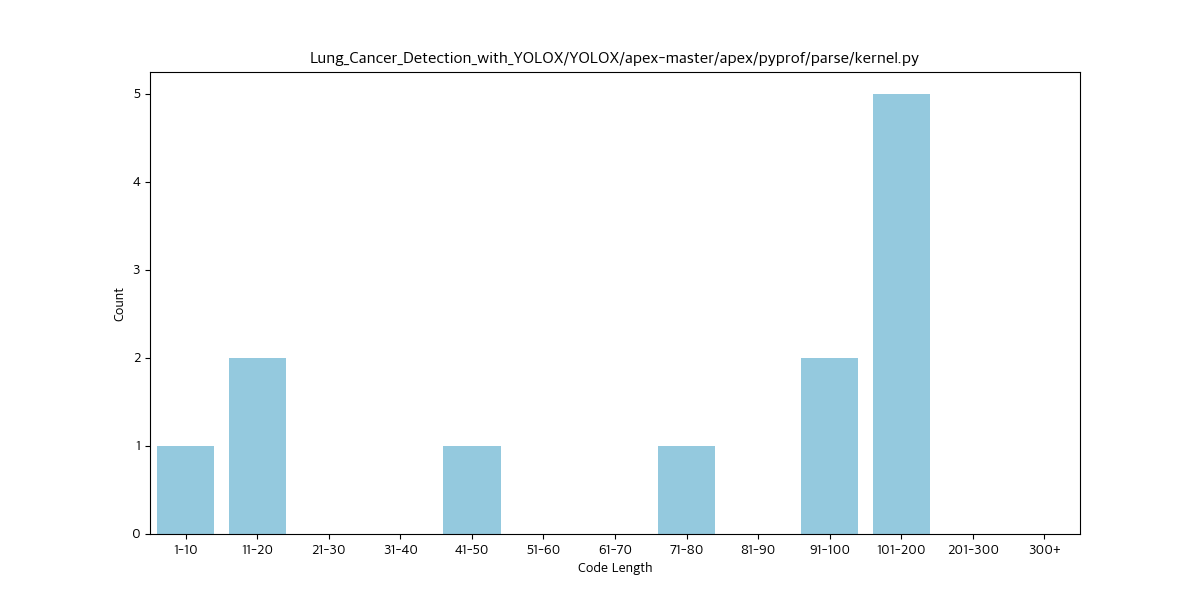 Lung_Cancer_Detection_with_YOLOX/YOLOX/apex-master/apex/pyprof/parse/kernel.py
5
4
3
2
1
0
Count
1-10 11-20 21-30 31-40 41-50 51-60 61-70 71-80 81-90 91-100 101-200 201-300 300+
Code Length